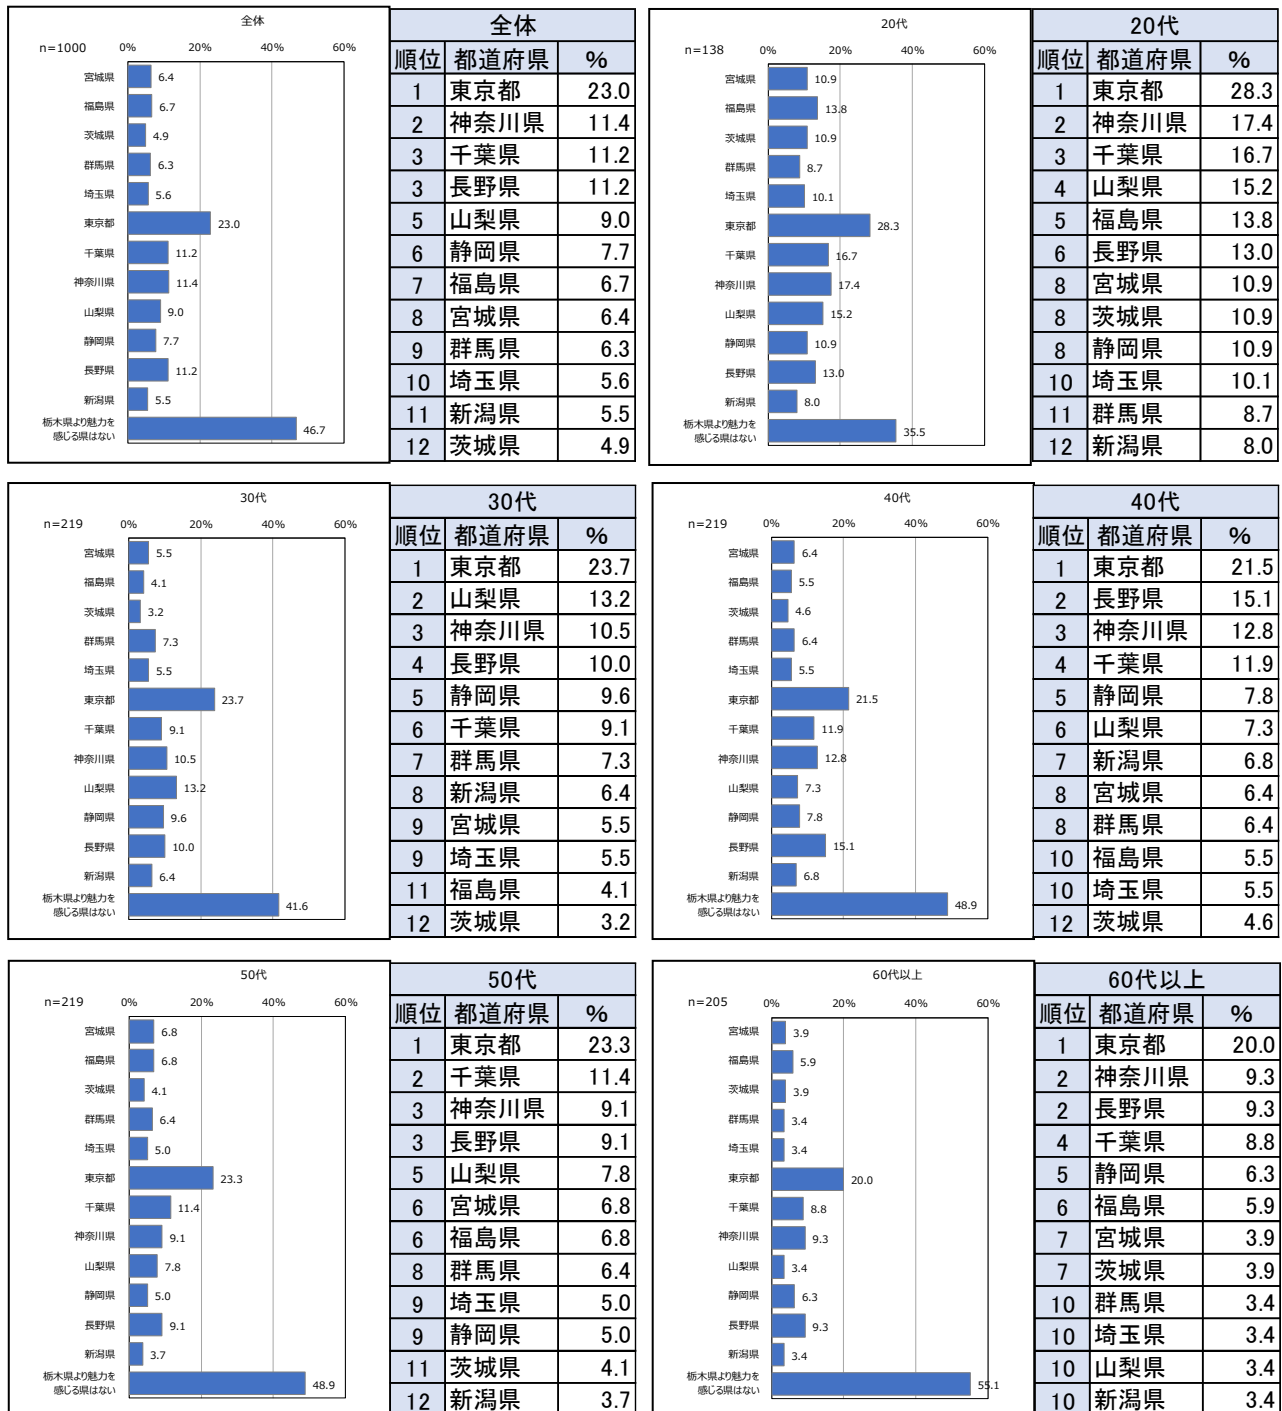 全体
n=1000 0% 20% 40% 60%
宮城県 6.4
福島県 6.7
茨城県 4.9
群馬県 6.3
埼玉県 5.6
東京都 23.0
千葉県 11.2
神奈川県 11.4
山梨県 9.0
静岡県 7.7
長野県 11.2
新潟県 5.5
栃木県より魅力を
感じる県はない 46.7
全体
順位 都道府県 %
1 東京都 23.0
2 神奈川県 11.4
3 千葉県 11.2
3 長野県 11.2
5 山梨県 9.0
6 静岡県 7.7
7 福島県 6.7
8 宮城県 6.4
9 群馬県 6.3
10 埼玉県 5.6
11 新潟県 5.5
12 茨城県 4.9
20代
n=138 0% 20% 40% 60%
宮城県 10.9
福島県 13.8
茨城県 10.9
群馬県 8.7
埼玉県 10.1
東京都 28.3
千葉県 16.7
神奈川県 17.4
山梨県 15.2
静岡県 10.9
長野県 13.0
新潟県 8.0
栃木県より魅力を
感じる県はない 35.5
20代
順位 都道府県 %
1 東京都 28.3
2 神奈川県 17.4
3 千葉県 16.7
4 山梨県 15.2
5 福島県 13.8
6 長野県 13.0
8 宮城県 10.9
8 茨城県 10.9
8 静岡県 10.9
10 埼玉県 10.1
11 群馬県 8.7
12 新潟県 8.0
30代
n=219 0% 20% 40% 60%
宮城県 5.5
福島県 4.1
茨城県 3.2
群馬県 7.3
埼玉県 5.5
東京都 23.7
千葉県 9.1
神奈川県 10.5
山梨県 13.2
静岡県 9.6
長野県 10.0
新潟県 6.4
栃木県より魅力を
感じる県はない 41.6
30代
順位 都道府県 %
1 東京都 23.7
2 山梨県 13.2
3 神奈川県 10.5
4 長野県 10.0
5 静岡県 9.6
6 千葉県 9.1
7 群馬県 7.3
8 新潟県 6.4
9 宮城県 5.5
9 埼玉県 5.5
11 福島県 4.1
12 茨城県 3.2
40代
n=219 0% 20% 40% 60%
宮城県 6.4
福島県 5.5
茨城県 4.6
群馬県 6.4
埼玉県 5.5
東京都 21.5
千葉県 11.9
神奈川県 12.8
山梨県 7.3
静岡県 7.8
長野県 15.1
新潟県 6.8
栃木県より魅力を
感じる県はない 48.9
40代
順位 都道府県 %
1 東京都 21.5
2 長野県 15.1
3 神奈川県 12.8
4 千葉県 11.9
5 静岡県 7.8
6 山梨県 7.3
7 新潟県 6.8
8 宮城県 6.4
8 群馬県 6.4
10 福島県 5.5
10 埼玉県 5.5
12 茨城県 4.6
50代
n=219 0% 20% 40% 60%
宮城県 6.8
福島県 6.8
茨城県 4.1
群馬県 6.4
埼玉県 5.0
東京都 23.3
千葉県 11.4
神奈川県 9.1
山梨県 7.8
静岡県 5.0
長野県 9.1
新潟県 3.7
栃木県より魅力を
感じる県はない 48.9
50代
順位 都道府県 %
1 東京都 23.3
2 千葉県 11.4
3 神奈川県 9.1
3 長野県 9.1
5 山梨県 7.8
6 宮城県 6.8
6 福島県 6.8
8 群馬県 6.4
9 埼玉県 5.0
9 静岡県 5.0
11 茨城県 4.1
12 新潟県 3.7
60代以上
n=205 0% 20% 40% 60%
宮城県 3.9
福島県 5.9
茨城県 3.9
群馬県 3.4
埼玉県 3.4
東京都 20.0
千葉県 8.8
神奈川県 9.3
山梨県 3.4
静岡県 6.3
長野県 9.3
新潟県 3.4
栃木県より魅力を
感じる県はない 55.1
60代以上
順位 都道府県 %
1 東京都 20.0
2 神奈川県 9.3
2 長野県 9.3
4 千葉県 8.8
5 静岡県 6.3
6 福島県 5.9
7 宮城県 3.9
7 茨城県 3.9
10 群馬県 3.4
10 埼玉県 3.4
10 山梨県 3.4
10 新潟県 3.4